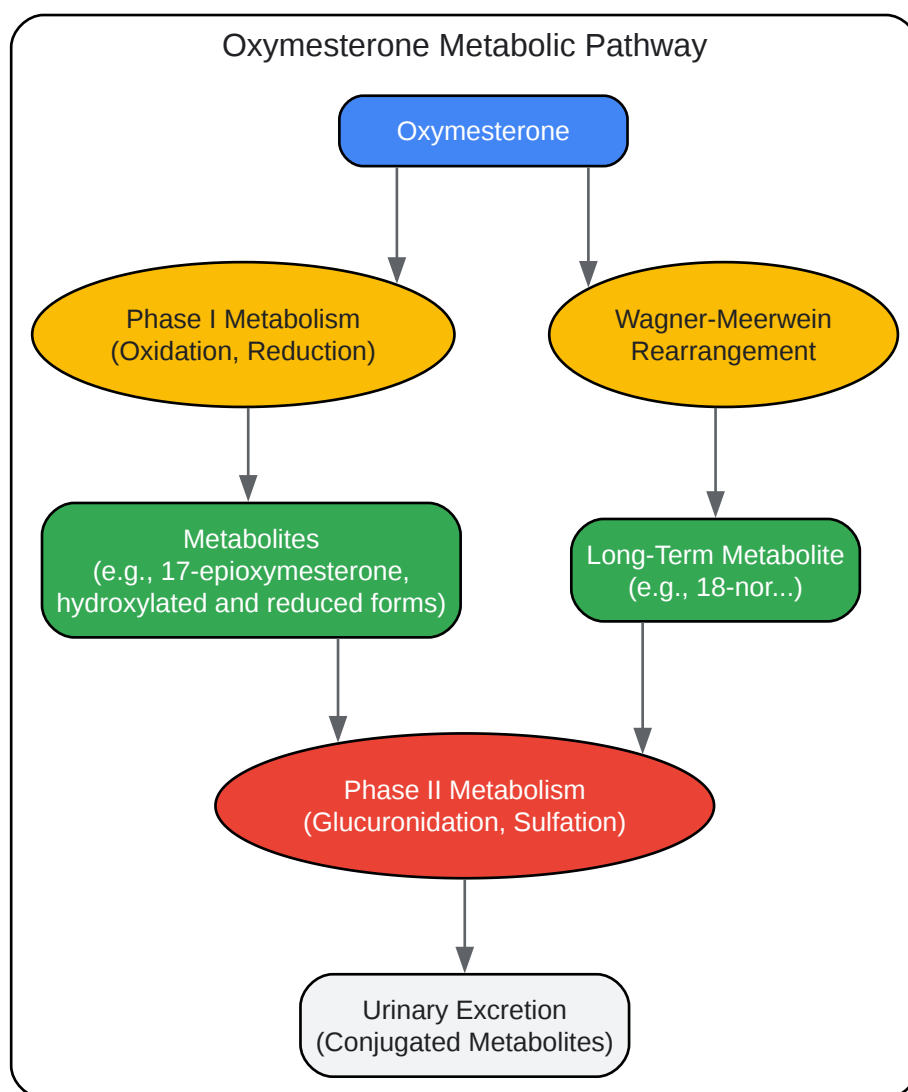 Oxymesterone Metabolic Pathway
Oxymesterone
Phase I Metabolism
(Oxidation, Reduction)
Wagner-Meerwein
Rearrangement
Metabolites
(e.g., 17-epioxymesterone,
hydroxylated and reduced forms)
Long-Term Metabolite
(e.g., 18-nor...)
Phase II Metabolism
(Glucuronidation, Sulfation)
Urinary Excretion
(Conjugated Metabolites)